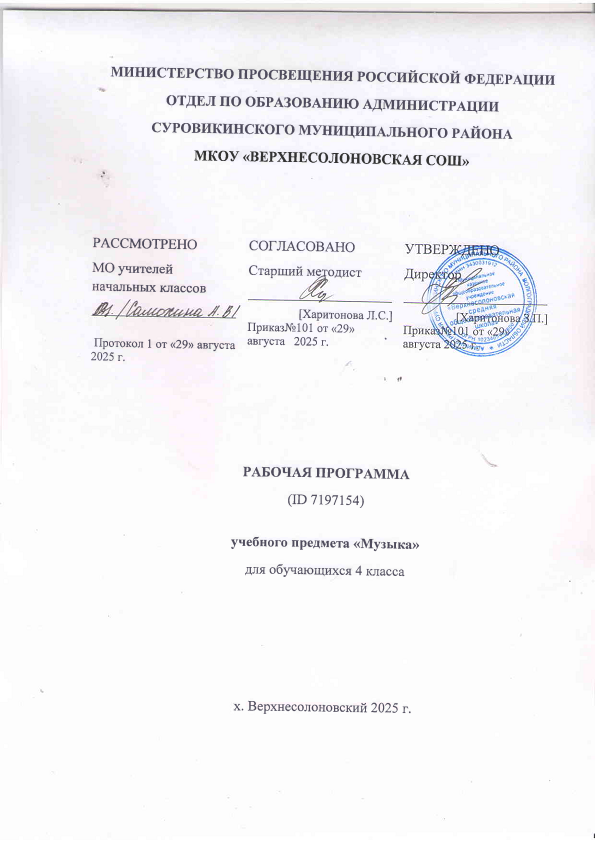 МИНИСТЕРСТВО ПРОСВЕЩЕНИЯ РОССИЙСКОЙ ФЕДЕРАЦИИ
ОТДЕЛ ПО ОБРАЗОВАНИЮ АДМИНИСТРАЦИИ
СУРОВИКИНСКОГО МУНИЦИПАЛЬНОГО РАЙОНА
МКОУ «ВЕРХНЕСОЛОНОВСКАЯ СОШ»
РАССМОТРЕНО
МО учителей
начальных классов
Протокол 1 от «29» августа
2025 г.
СОГЛАСОВАНО
Старший методист
[Харитонова Л.С.]
Приказ№101 от «29»
августа 2025 г.
УТВЕРЖДЕНО
Директор
[Харитонова З.П.]
Приказ№101 от «29»
августа 2025 г.
РАБОЧАЯ ПРОГРАММА
(ID 7197154)
учебного предмета «Музыка»
для обучающихся 4 класса
х. Верхнесолоновский 2025 г.